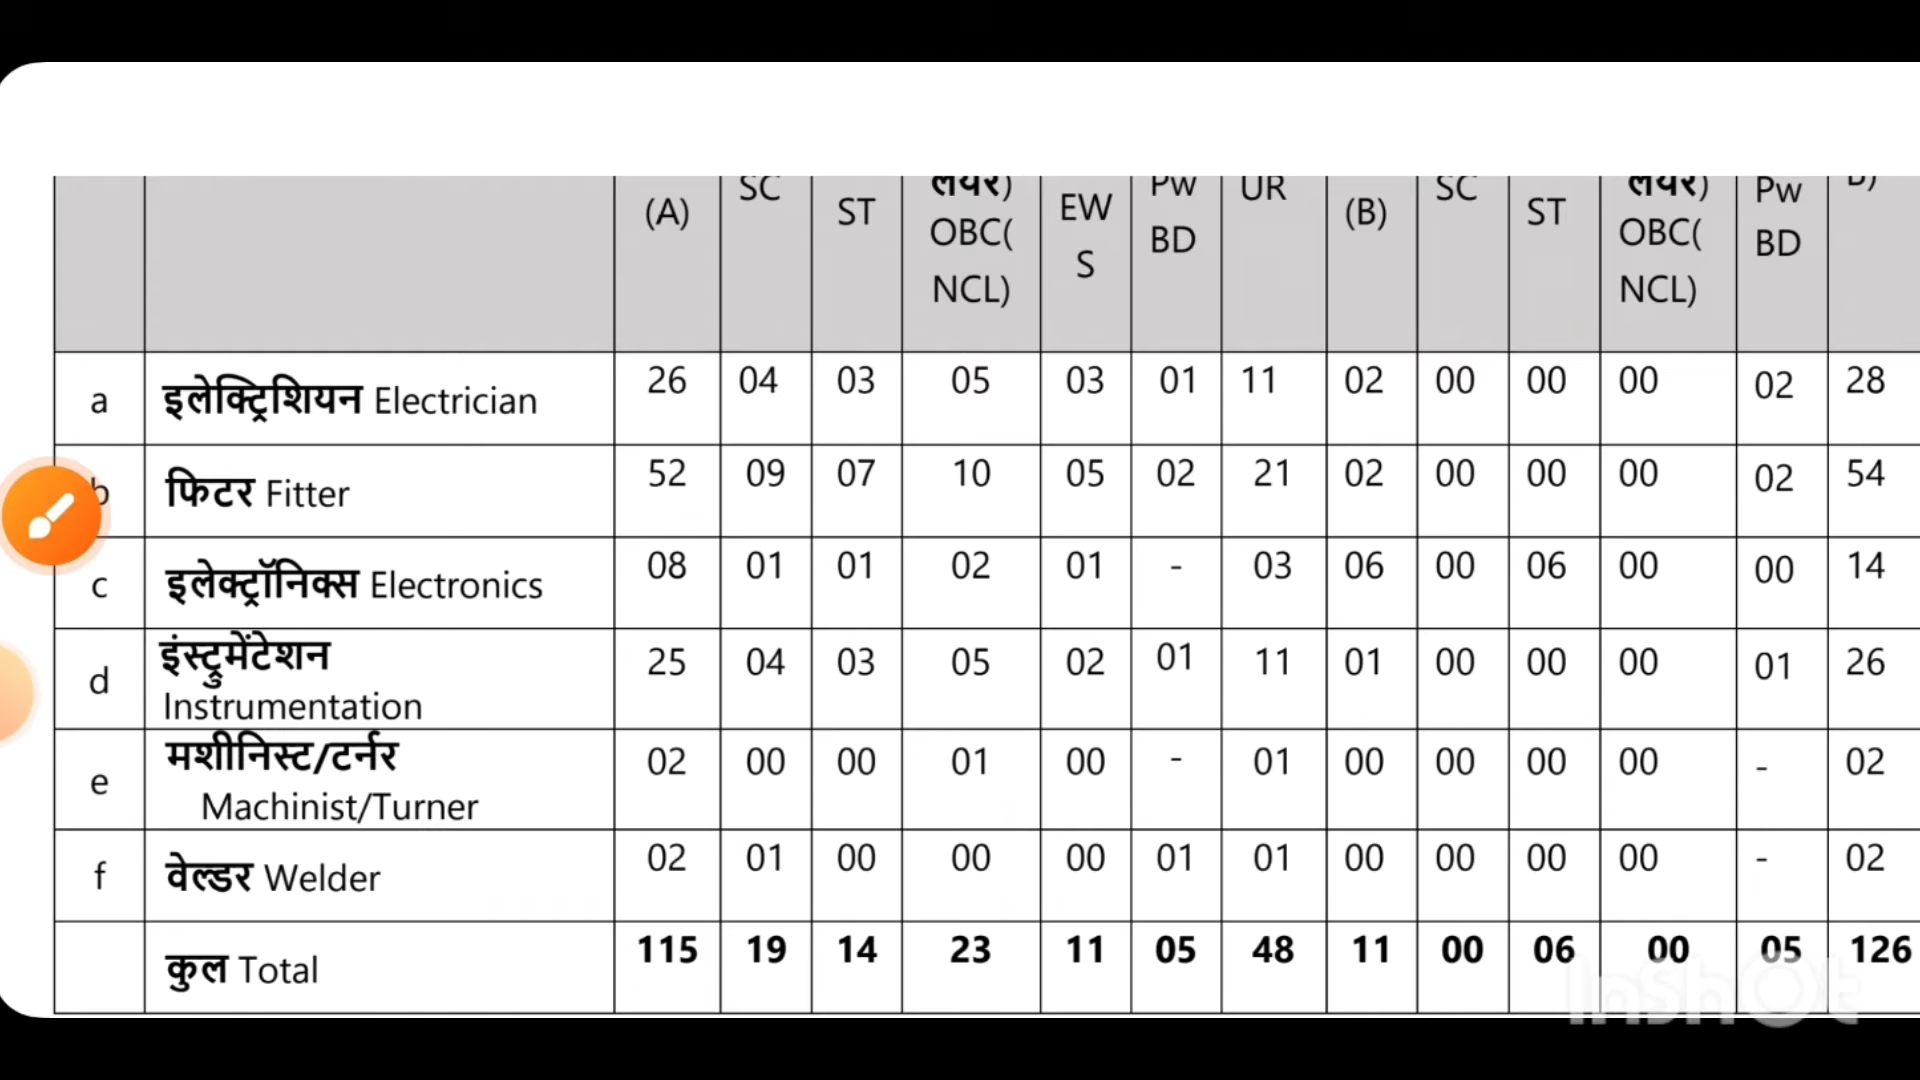 (A) SC ST लेयर) OBC( NCL) EW S Pw BD UR (B) SC ST लेयर) OBC( NCL) Pw BD B)
a इलेक्ट्रिशियन Electrician 26 04 03 05 03 01 11 02 00 00 00 02 28
b फिटर Fitter 52 09 07 10 05 02 21 02 00 00 00 02 54
c इलेक्ट्रॉनिक्स Electronics 08 01 01 02 01 - 03 06 00 06 00 00 14
d इंस्ट्रुमेंटेशन Instrumentation 25 04 03 05 02 01 11 01 00 00 00 01 26
e मशीनिस्ट/टर्नर Machinist/Turner 02 00 00 01 00 - 01 00 00 00 00 - 02
f वेल्डर Welder 02 01 00 00 00 01 01 00 00 00 00 - 02
कुल Total 115 19 14 23 11 05 48 11 00 06 00 05 126
InShOt